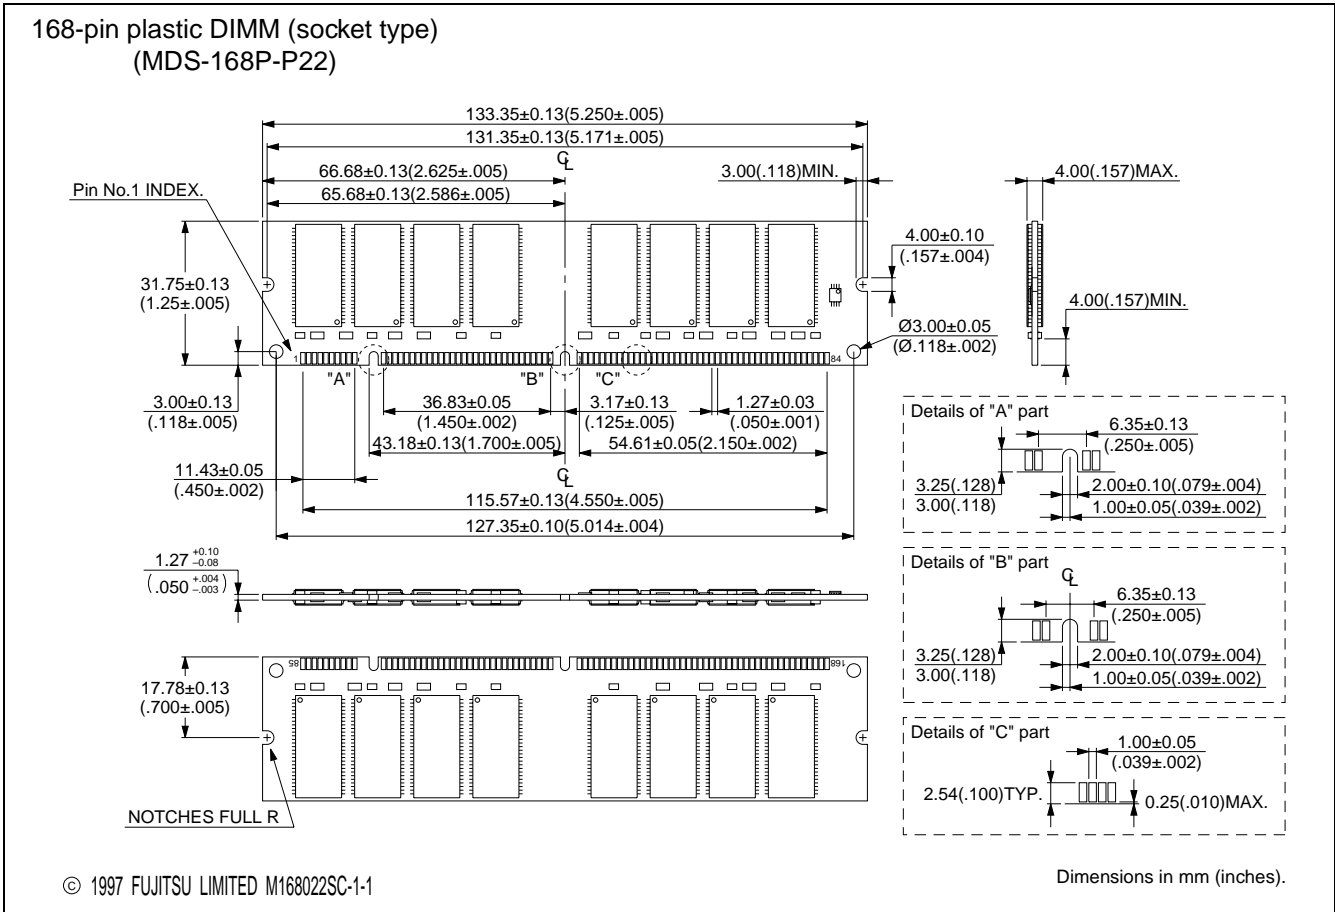 168-pin plastic DIMM (socket type)
(MDS-168P-P22)
133.35±0.13(5.250±.005)
131.35±0.13(5.171±.005)
CL
66.68±0.13(2.625±.005)
3.00(.118)MIN.
4.00(.157)MAX.
Pin No.1 INDEX.
65.68±0.13(2.586±.005)
4.00±0.10
(.157±.004)
31.75±0.13
(1.25±.005)
4.00(.157)MIN.
Ø3.00±0.05
(Ø.118±.002)
1
84
"A"
"B"
"C"
3.00±0.13
(.118±.005)
36.83±0.05
(1.450±.002)
3.17±0.13
(.125±.005)
1.27±0.03
(.050±.001)
43.18±0.13(1.700±.005)
54.61±0.05(2.150±.002)
11.43±0.05
(.450±.002)
CL
115.57±0.13(4.550±.005)
127.35±0.10(5.014±.004)
Details of "A" part
6.35±0.13
(.250±.005)
3.25(.128)
3.00(.118)
2.00±0.10(.079±.004)
1.00±0.05(.039±.002)
1.27 +0.10 –0.08
(.050 +.004 –.003)
Details of "B" part
CL
6.35±0.13
(.250±.005)
3.25(.128)
3.00(.118)
2.00±0.10(.079±.004)
1.00±0.05(.039±.002)
85
168
17.78±0.13
(.700±.005)
NOTCHES FULL R
Details of "C" part
1.00±0.05
(.039±.002)
2.54(.100)TYP.
0.25(.010)MAX.
© 1997 FUJITSU LIMITED M168022SC-1-1
Dimensions in mm (inches).